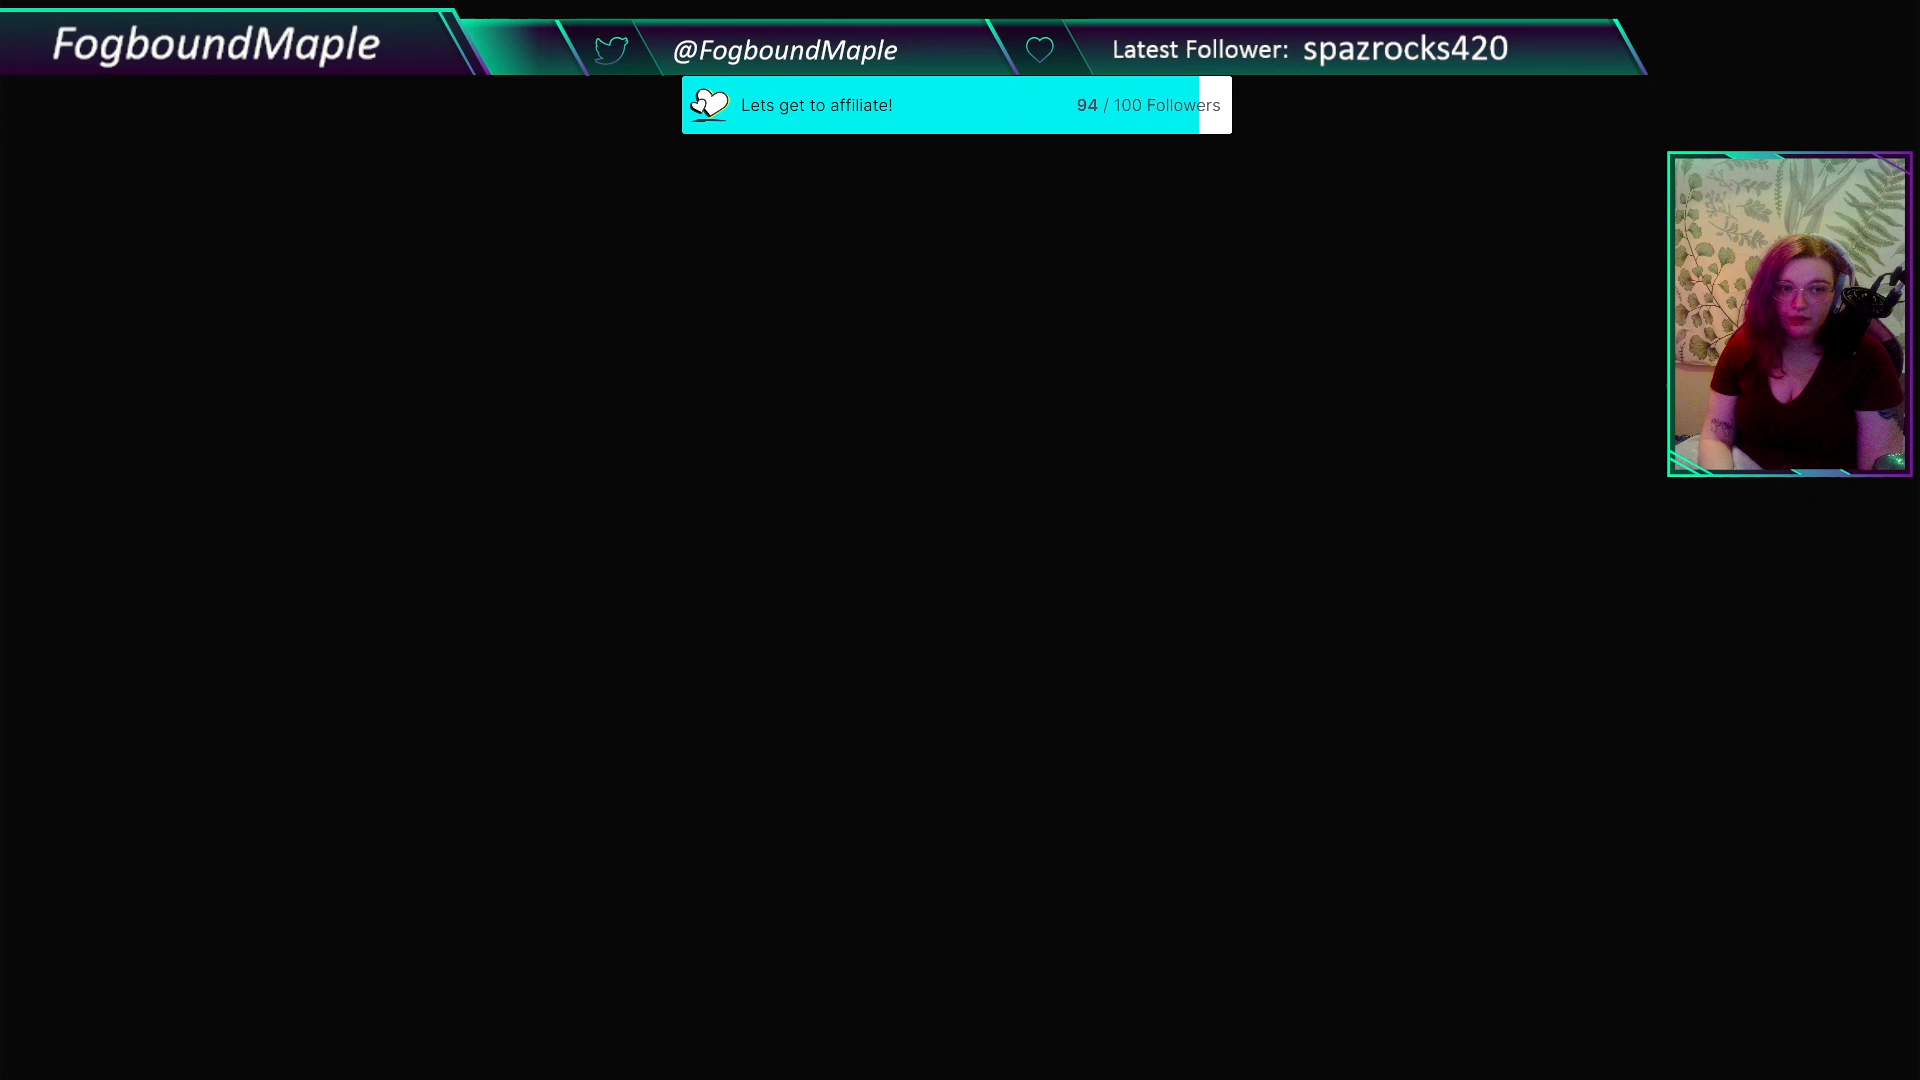 FogboundMaple
@FogboundMaple
Latest Follower: spazrocks420
Lets get to affiliate!
94 / 100 Followers